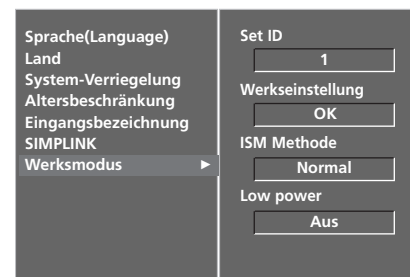 Sprache(Language)
Land
System-Verriegelung
Altersbeschränkung
Eingangsbezeichnung
SIMPLINK
Werksmodus ►
Set ID
1
Werkseinstellung
OK
ISM Methode
Normal
Low power
Aus